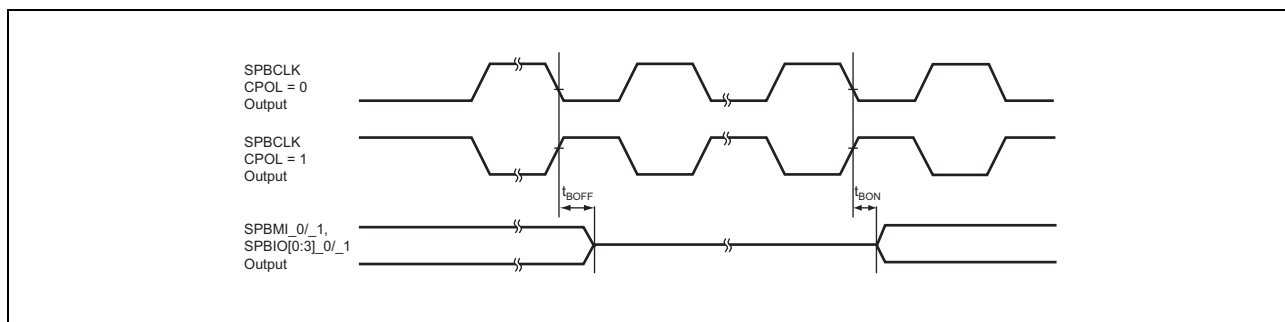 SPBCLK
CPOL = 0
Output
SPBCLK
CPOL = 1
Output
tBOFF
tBON
SPBMI_0/_1,
SPBIO[0:3]_0/_1
Output